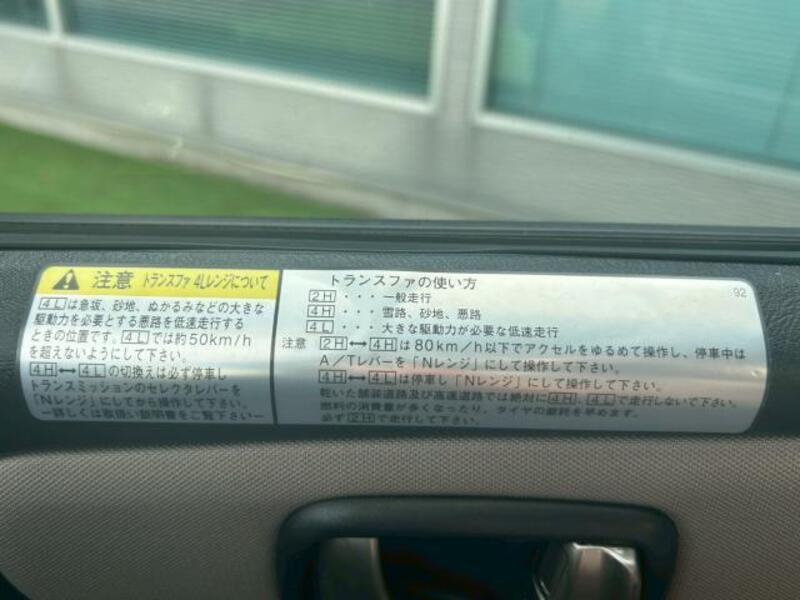 注意 トランスファ 4Lレンジについて
4Lは急坂、砂地、ぬかるみなどの大きな
駆動力を必要とする悪路を低速走行する
ときの位置です。4Lでは約50km/h
を超えないようにして下さい。
4H↔4Lの切換えは必ず停車し
トランスミッションのセレクタレバーを
「Nレンジ」にしてから操作して下さい。
ー詳しくは取扱い説明書をご覧下さいー
トランスファの使い方
92
2H・・・一般走行
4H・・・雪路、砂地、悪路
4L・・・大きな駆動力が必要な低速走行
注意 2H↔4Hは80km/h以下でアクセルをゆるめて操作し、停車中は
A/Tレバーを「Nレンジ」にして操作して下さい。
4H↔4Lは停車し「Nレンジ」にして操作して下さい。
乾いた舗装道路及び高速道路では絶対に4H、4Lで走行しないで下さい。
燃料の消費量が多くなったり、タイヤの磨耗を早めます。
必ず2Hで走行して下さい。